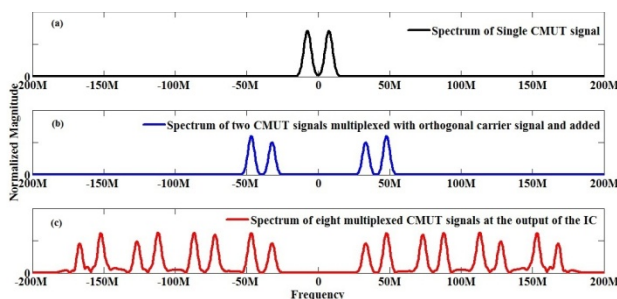 (a)
Spectrum of Single CMUT signal
0
-200M -150M -100M -50M 0 50M 100M 150M 200M
Normalized Magnitude
(b)
Spectrum of two CMUT signals multiplexed with orthogonal carrier signal and added
0
-200M -150M -100M -50M 0 50M 100M 150M 200M
(c)
Spectrum of eight multiplexed CMUT signals at the output of the IC
0
-200M -150M -100M -50M 0 50M 100M 150M 200M
Frequency